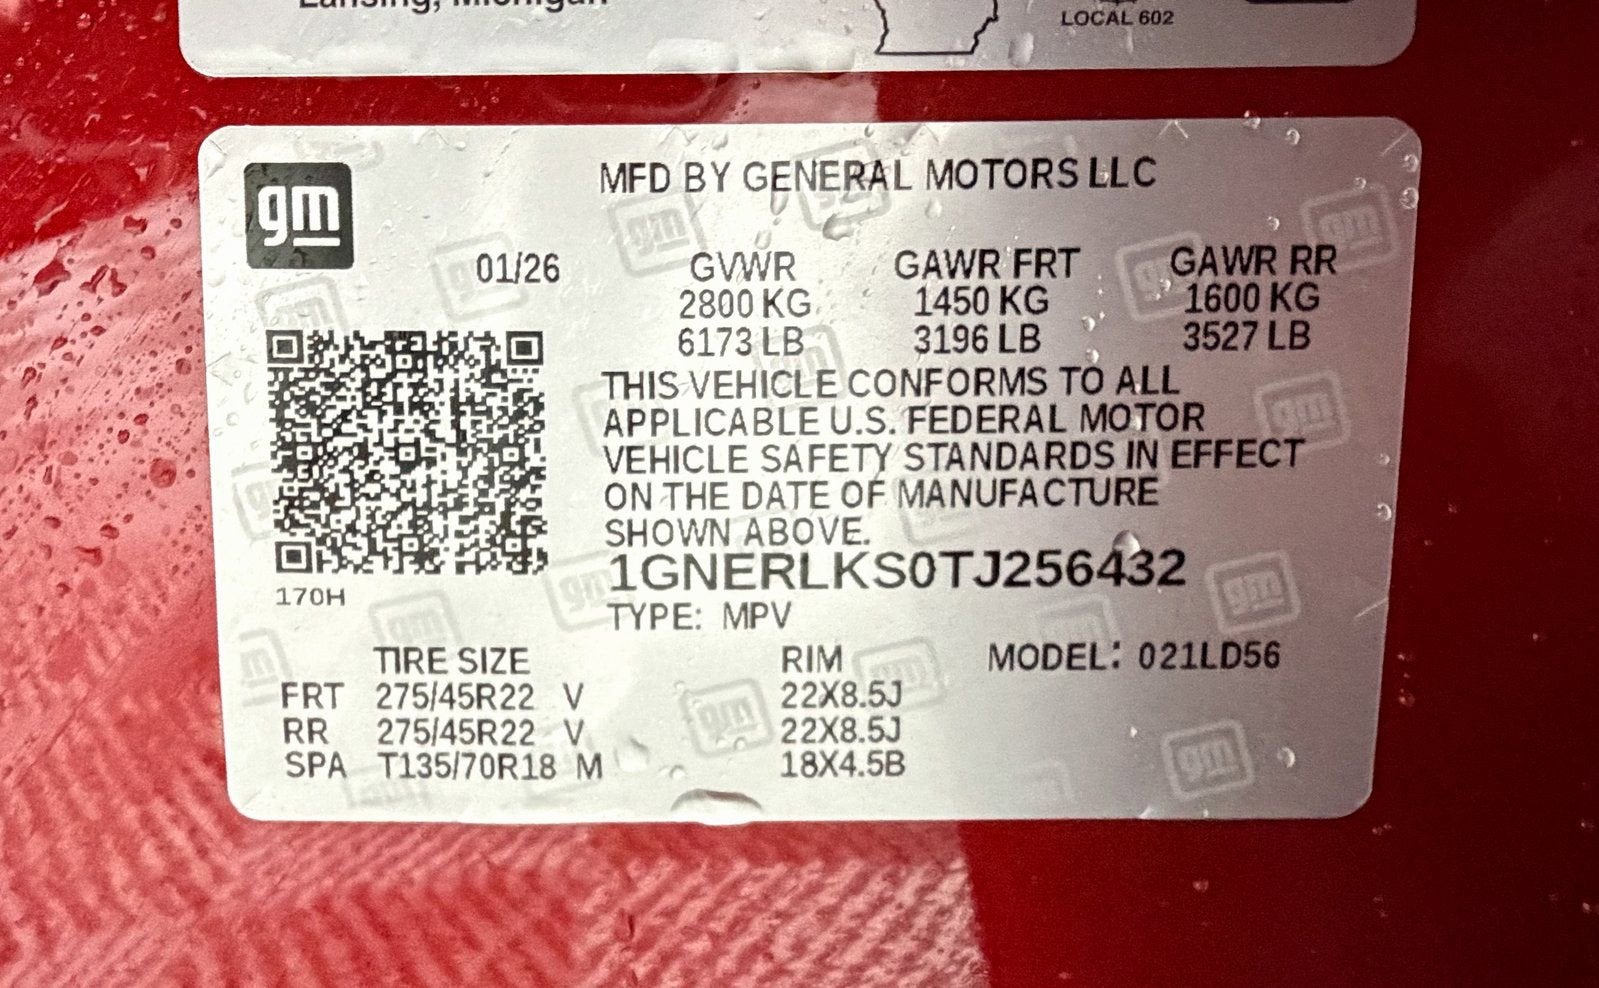 Lansing, Michigan
LOCAL 602
gm
MFD BY GENERAL MOTORS LLC
01/26
GVWR GAWR FRT GAWR RR
2800 KG 1450 KG 1600 KG
6173 LB 3196 LB 3527 LB
THIS VEHICLE CONFORMS TO ALL
APPLICABLE U.S. FEDERAL MOTOR
VEHICLE SAFETY STANDARDS IN EFFECT
ON THE DATE OF MANUFACTURE
SHOWN ABOVE.
1GNERLKS0TJ256432
170H
TYPE: MPV
TIRE SIZE RIM MODEL: 021LD56
FRT 275/45R22 V 22X8.5J
RR 275/45R22 V 22X8.5J
SPA T135/70R18 M 18X4.5B